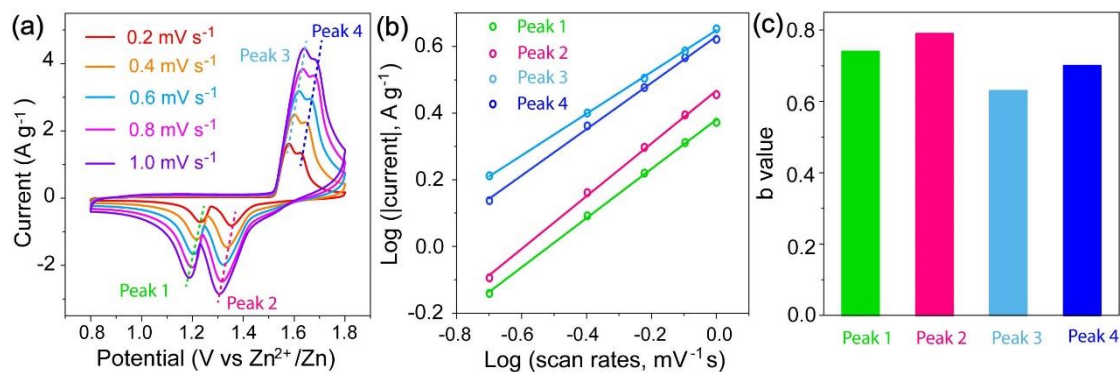 (a)
0.2 mV s⁻¹
0.4 mV s⁻¹
0.6 mV s⁻¹
0.8 mV s⁻¹
1.0 mV s⁻¹
Peak 3
Peak 4
Peak 1
Peak 2
4
2
0
-2
Current (A g⁻¹)
0.8 1.0 1.2 1.4 1.6 1.8
Potential (V vs Zn²⁺/Zn)
(b)
Peak 1
Peak 2
Peak 3
Peak 4
0.6
0.4
0.2
0.0
-0.2
Log (|current|, A g⁻¹)
-0.8 -0.6 -0.4 -0.2 0.0
Log (scan rates, mV⁻¹ s)
(c)
0.8
0.6
0.4
0.2
0.0
b value
Peak 1 Peak 2 Peak 3 Peak 4